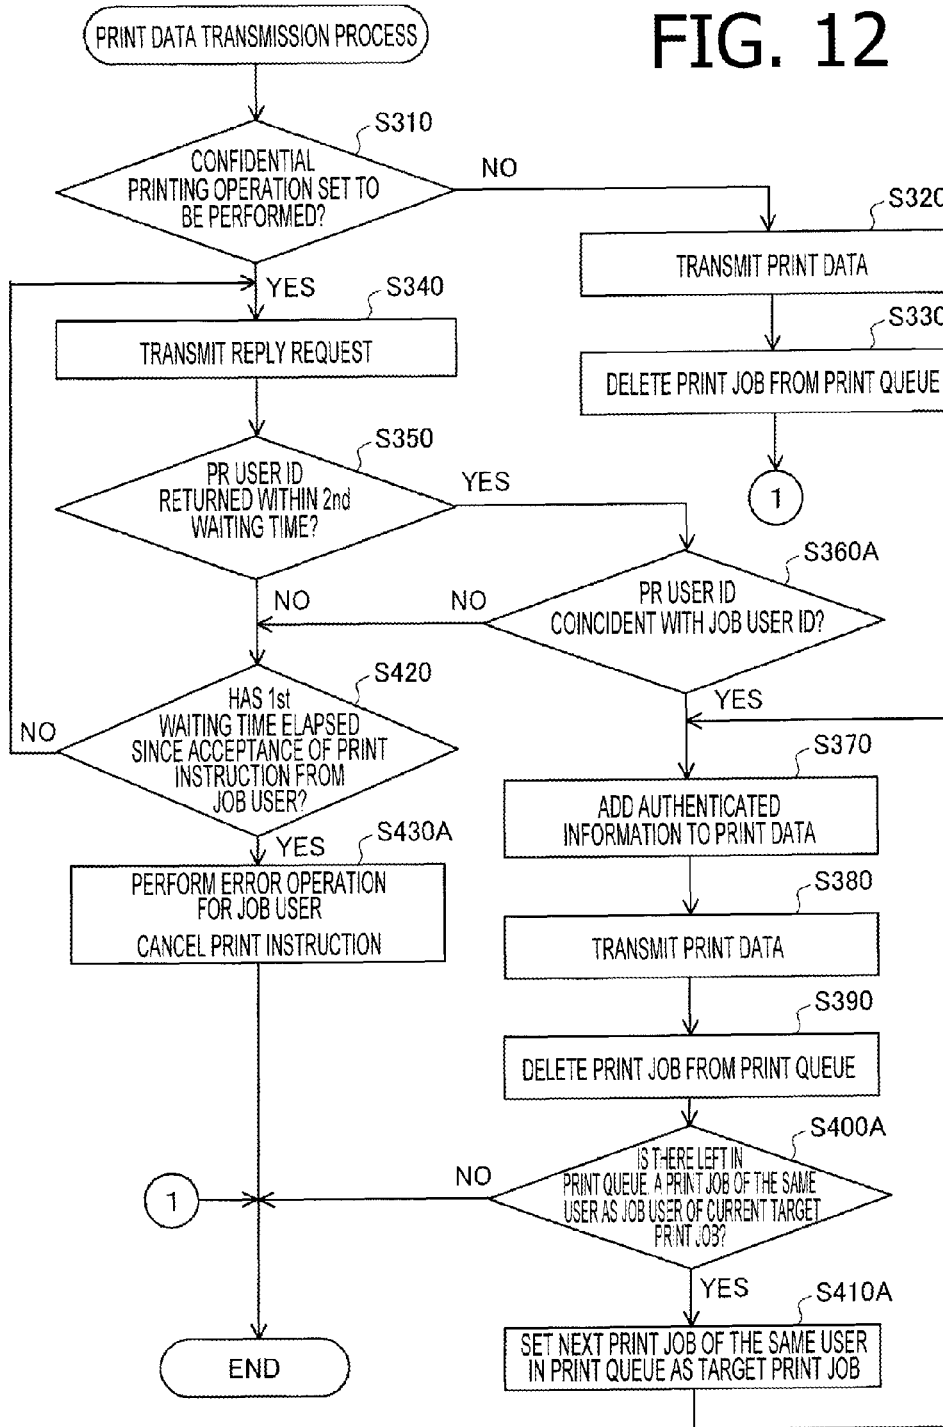 FIG. 12
PRINT DATA TRANSMISSION PROCESS
S310
CONFIDENTIAL
PRINTING OPERATION SET TO
BE PERFORMED?
NO
YES
S320
TRANSMIT PRINT DATA
S330
DELETE PRINT JOB FROM PRINT QUEUE
1
S340
TRANSMIT REPLY REQUEST
S350
PR USER ID
RETURNED WITHIN 2nd
WAITING TIME?
YES
NO
S360A
PR USER ID
COINCIDENT WITH JOB USER ID?
NO
YES
S420
HAS 1st
WAITING TIME ELAPSED
SINCE ACCEPTANCE OF PRINT
INSTRUCTION FROM
JOB USER?
NO
YES
S430A
PERFORM ERROR OPERATION
FOR JOB USER
CANCEL PRINT INSTRUCTION
S370
ADD AUTHENTICATED
INFORMATION TO PRINT DATA
S380
TRANSMIT PRINT DATA
S390
DELETE PRINT JOB FROM PRINT QUEUE
S400A
IS THERE LEFT IN
PRINT QUEUE A PRINT JOB OF THE SAME
USER AS JOB USER OF CURRENT TARGET
PRINT JOB?
NO
YES
1
S410A
SET NEXT PRINT JOB OF THE SAME USER
IN PRINT QUEUE AS TARGET PRINT JOB
END